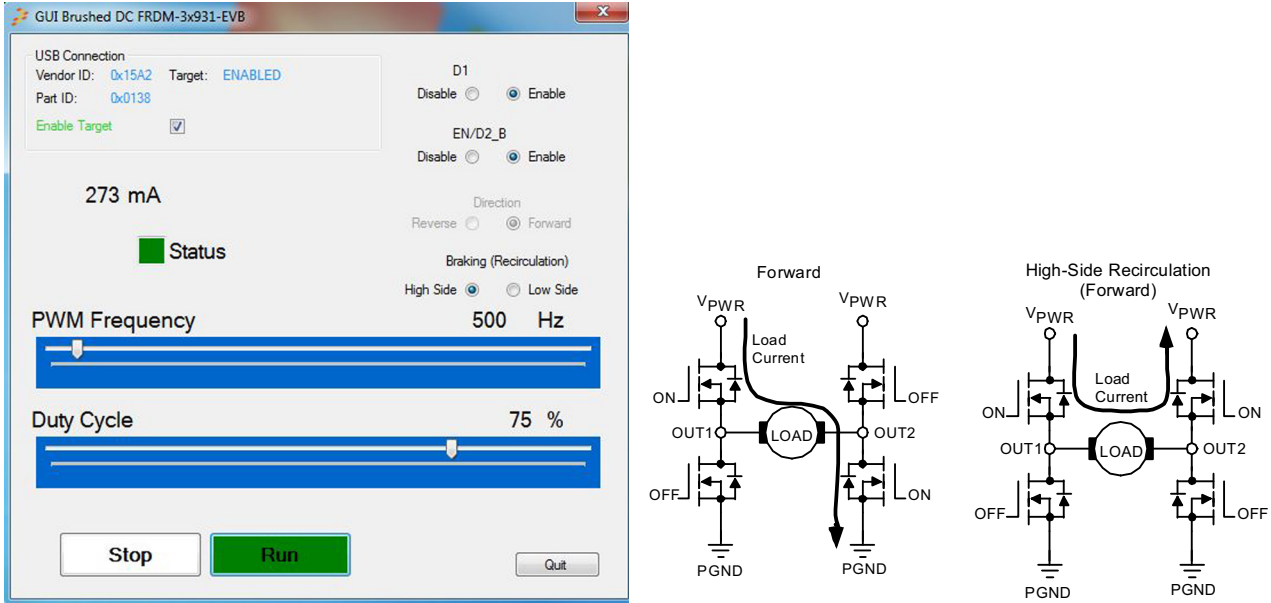 GUI Brushed DC FRDM-3x931-EVB
USB Connection
Vendor ID: 0x15A2 Target: ENABLED
Part ID: 0x0138
Enable Target
D1
Disable Enable
EN/D2_B
Disable Enable
273 mA
Direction
Reverse Forward
Status
Braking (Recirculation)
High Side Low Side
PWM Frequency 500 Hz
Duty Cycle 75 %
Stop Run Quit
Forward
VPWR VPWR
Load
Current
ON OFF
OUT1 LOAD OUT2
OFF ON
PGND PGND
High-Side Recirculation
(Forward)
VPWR VPWR
Load
Current
ON ON
OUT1 LOAD OUT2
OFF OFF
PGND PGND